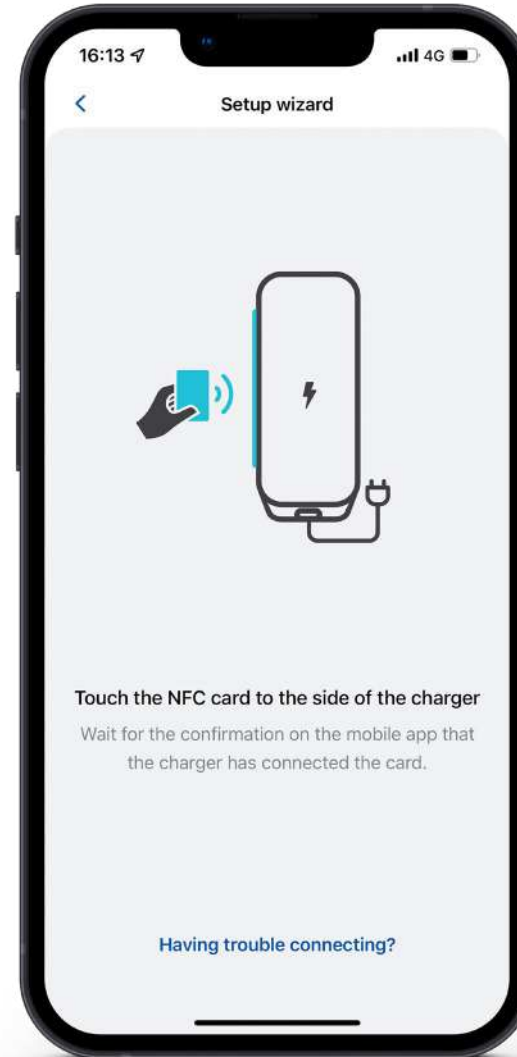 16:13
4G
Setup wizard
Touch the NFC card to the side of the charger
Wait for the confirmation on the mobile app that
the charger has connected the card.
Having trouble connecting?